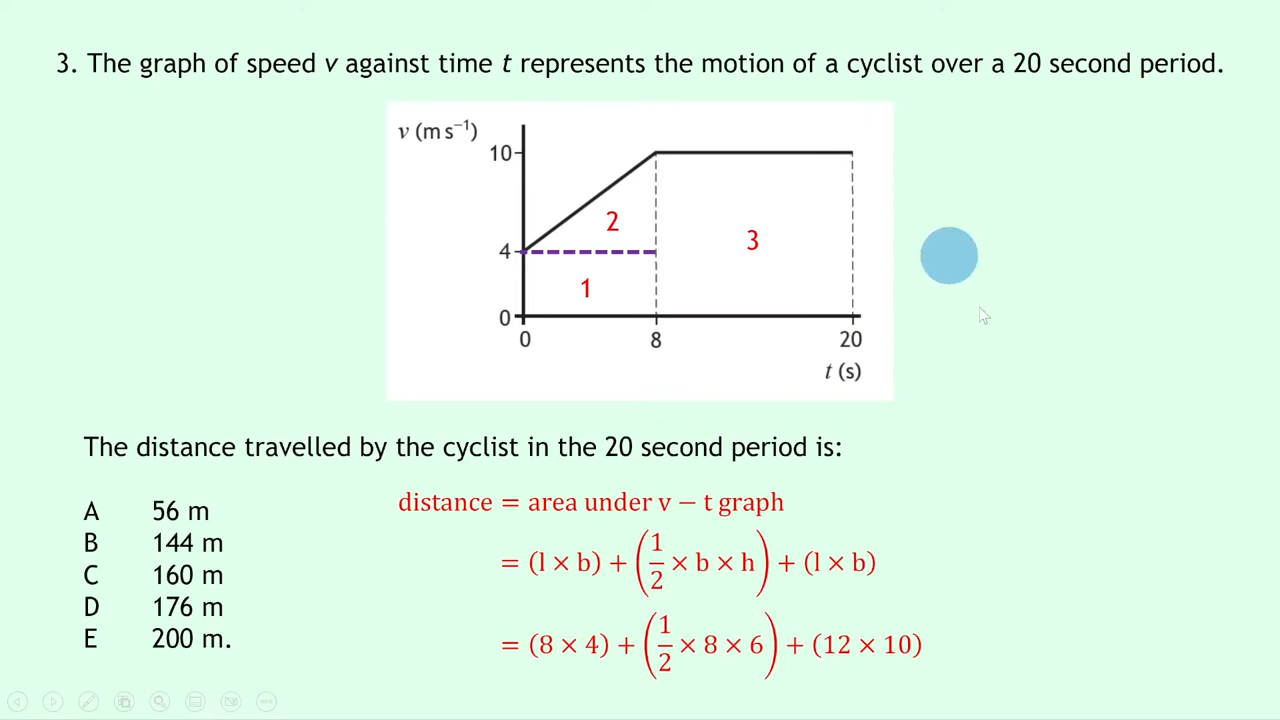 3. The graph of speed v against time t represents the motion of a cyclist over a 20 second period.
v (m s⁻¹)
10
2
3
4
1
0
0 8 20
t (s)
The distance travelled by the cyclist in the 20 second period is:
A 56 m
B 144 m
C 160 m
D 176 m
E 200 m.
distance = area under v − t graph
= (l × b) + (1/2 × b × h) + (l × b)
= (8 × 4) + (1/2 × 8 × 6) + (12 × 10)